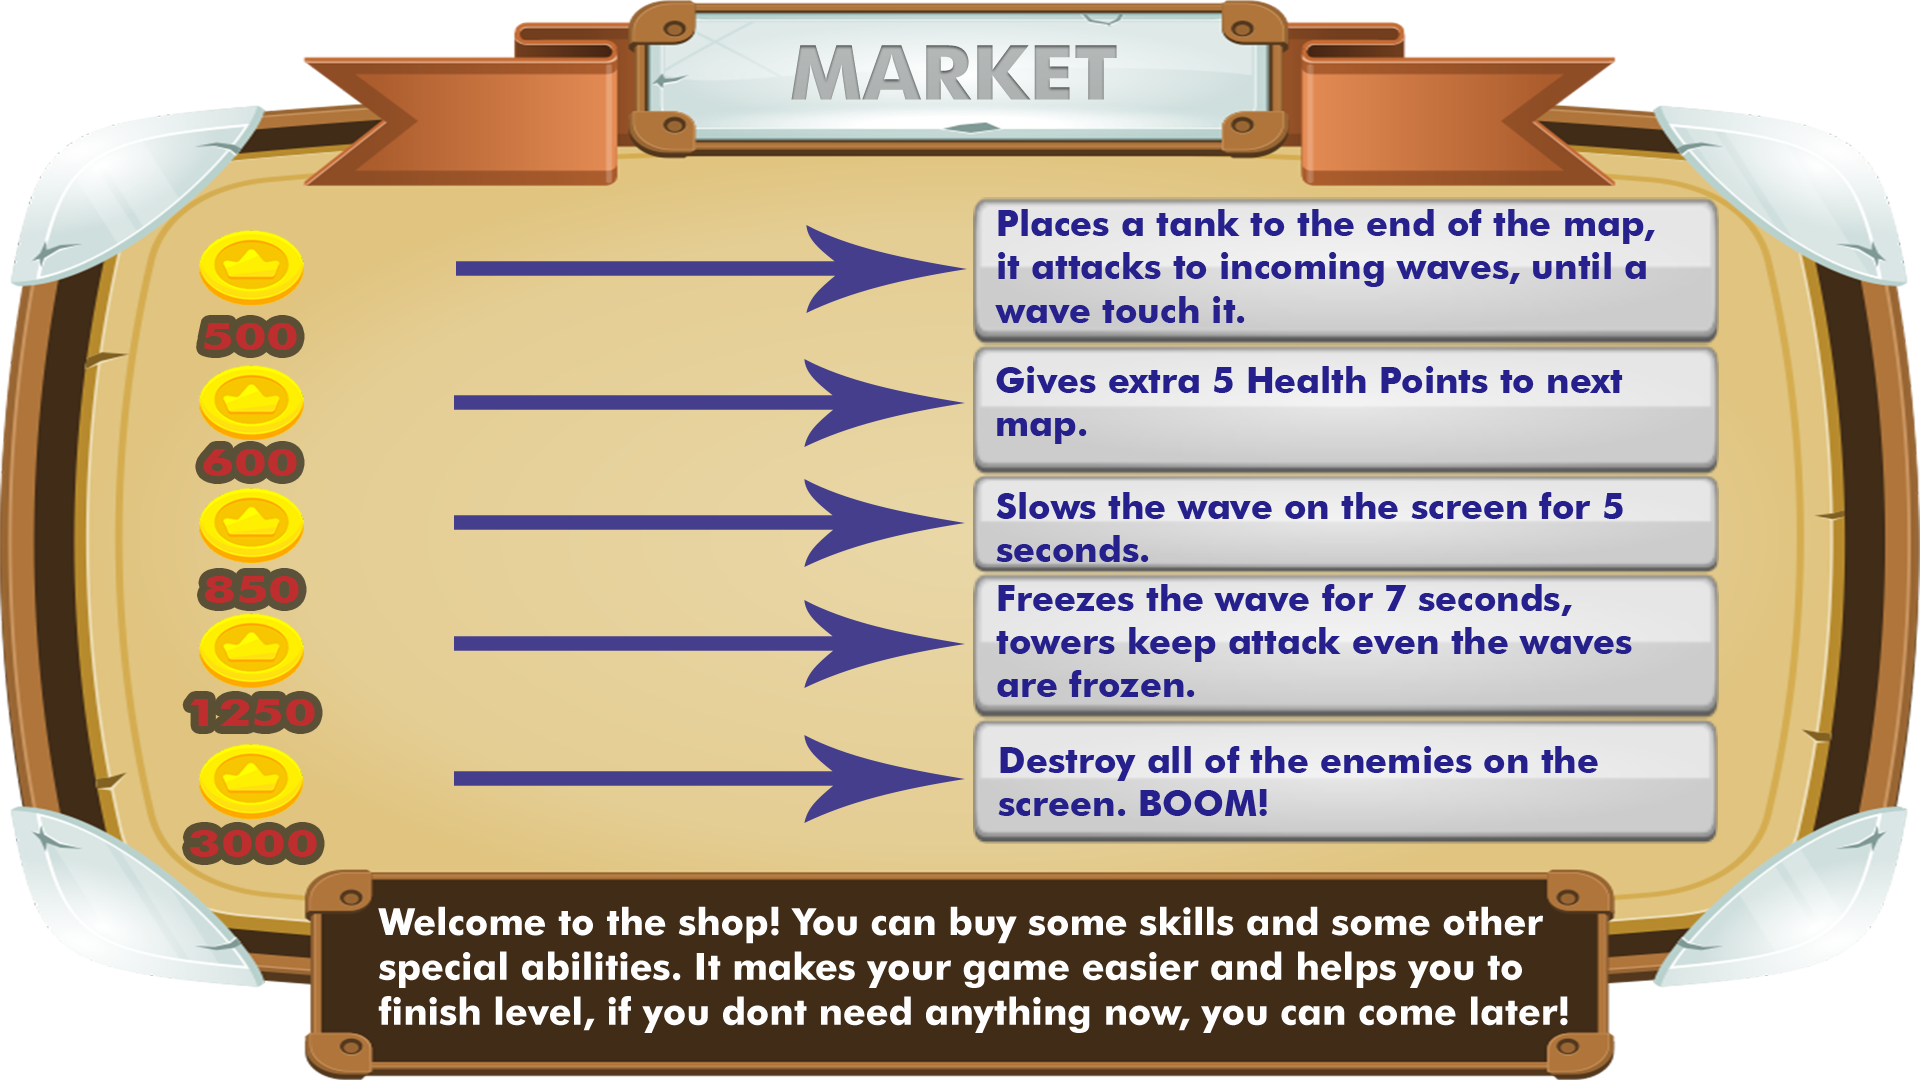 MARKET
500
Places a tank to the end of the map,
it attacks to incoming waves, until a
wave touch it.
600
Gives extra 5 Health Points to next
map.
850
Slows the wave on the screen for 5
seconds.
1250
Freezes the wave for 7 seconds,
towers keep attack even the waves
are frozen.
3000
Destroy all of the enemies on the
screen. BOOM!
Welcome to the shop! You can buy some skills and some other
special abilities. It makes your game easier and helps you to
finish level, if you dont need anything now, you can come later!